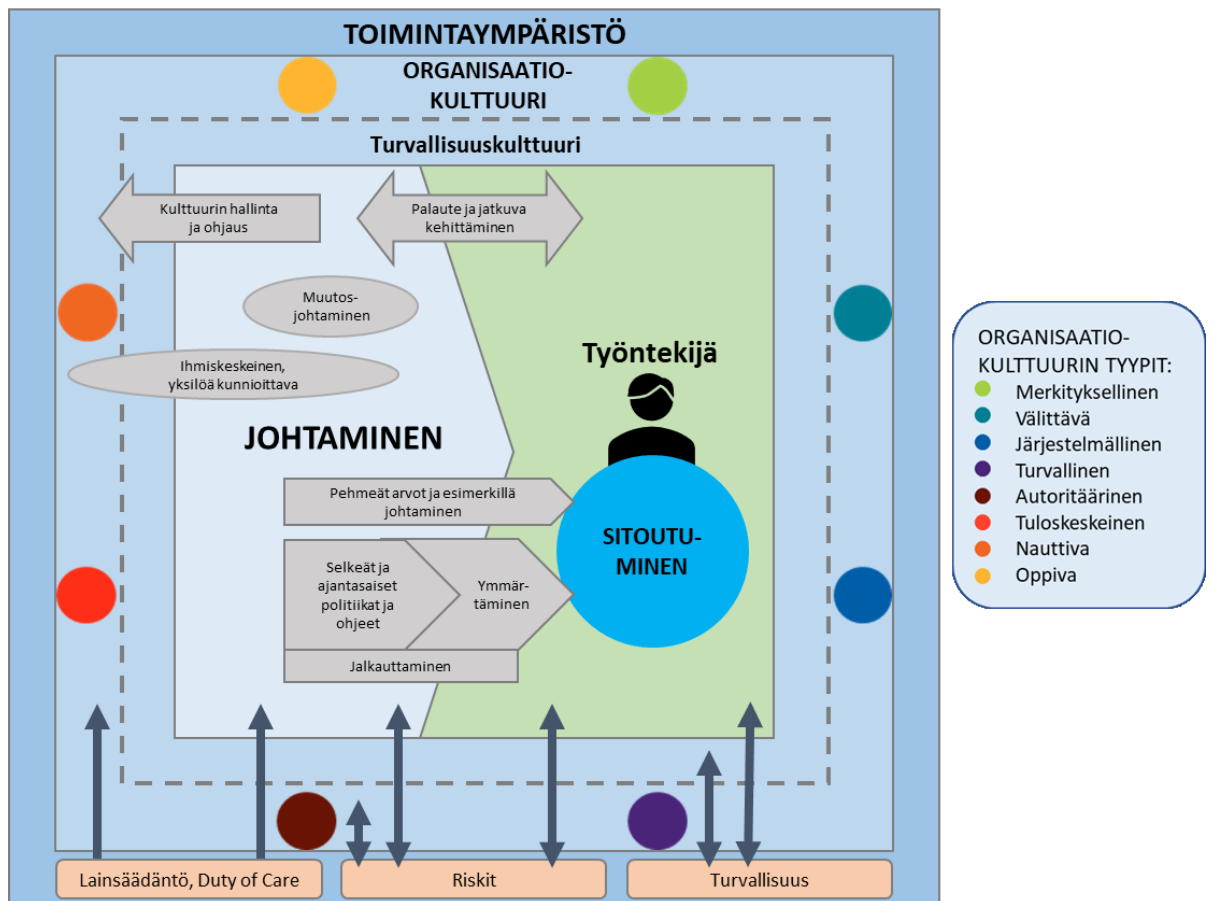 TOIMINTAYMPÄRISTÖ
ORGANISAATIO-
KULTTUURI
Turvallisuuskulttuuri
Kulttuurin hallinta
ja ohjaus
Palaute ja jatkuva
kehittäminen
Muutos-
johtaminen
Ihmiskeskeinen,
yksilöä kunnioittava
Työntekijä
JOHTAMINEN
Pehmeät arvot ja esimerkillä
johtaminen
SITOUTU-
MINEN
Selkeät ja
ajantasaiset
politiikat ja
ohjeet
Ymmär-
täminen
Jalkauttaminen
Lainsäädäntö, Duty of Care
Riskit
Turvallisuus
ORGANISAATIO-
KULTTUURIN TYYPIT:
Merkityksellinen
Välittävä
Järjestelmällinen
Turvallinen
Autoritäärinen
Tuloskeskeinen
Nauttiva
Oppiva